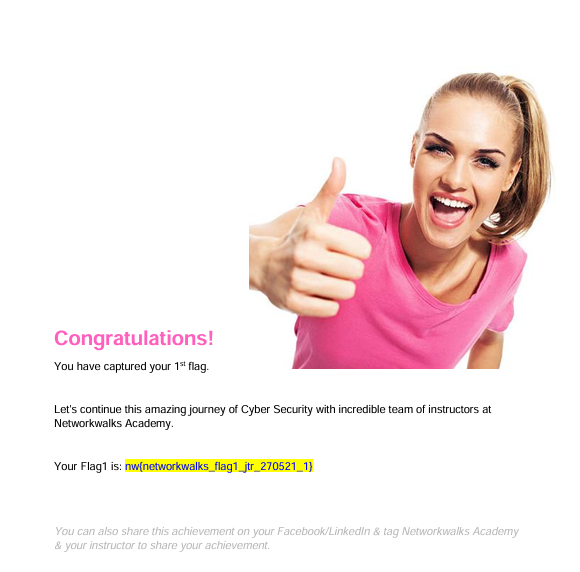 Congratulations!
You have captured your 1st flag.
Let's continue this amazing journey of Cyber Security with incredible team of instructors at
Networkwalks Academy.
Your Flag1 is: nw{networkwalks_flag1_jtr_270521_1}
You can also share this achievement on your Facebook/LinkedIn & tag Networkwalks Academy
& your instructor to share your achievement.